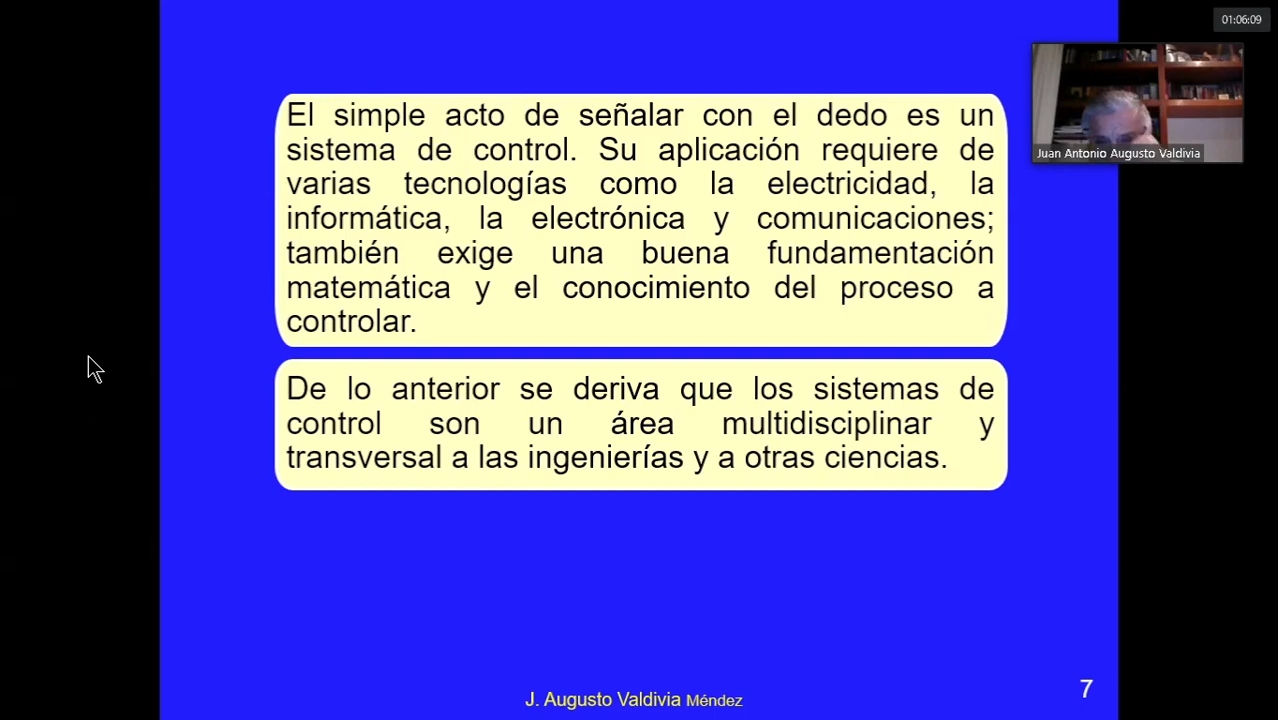 01:06:09
Juan Antonio Augusto Valdivia
El simple acto de señalar con el dedo es un
sistema de control. Su aplicación requiere de
varias tecnologías como la electricidad, la
informática, la electrónica y comunicaciones;
también exige una buena fundamentación
matemática y el conocimiento del proceso a
controlar.
De lo anterior se deriva que los sistemas de
control son un área multidisciplinar y
transversal a las ingenierías y a otras ciencias.
J. Augusto Valdivia Méndez
7